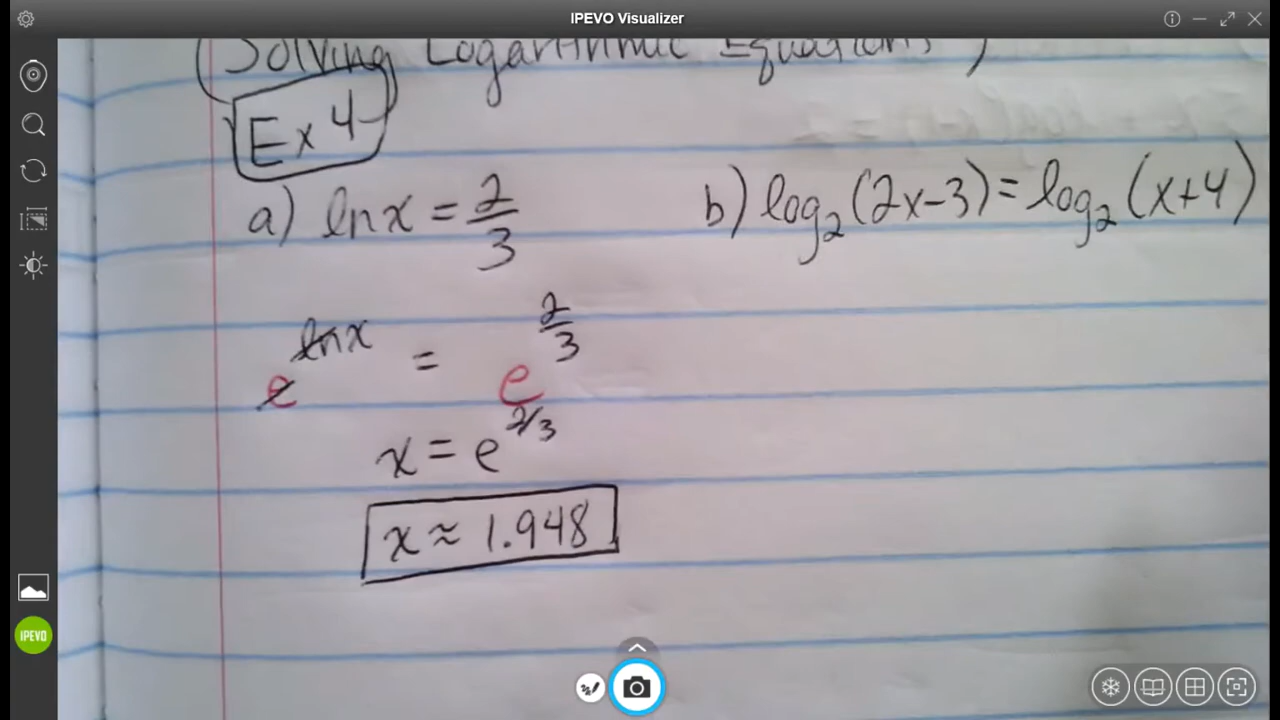 IPEVO Visualizer
(Solving Logarithmic Equations)
Ex 4
a) ln x = 2/3
b) log₂(2x-3) = log₂(x+4)
e^{ln x} = e^{2/3}
x = e^{2/3}
x ≈ 1.948
IPEVO